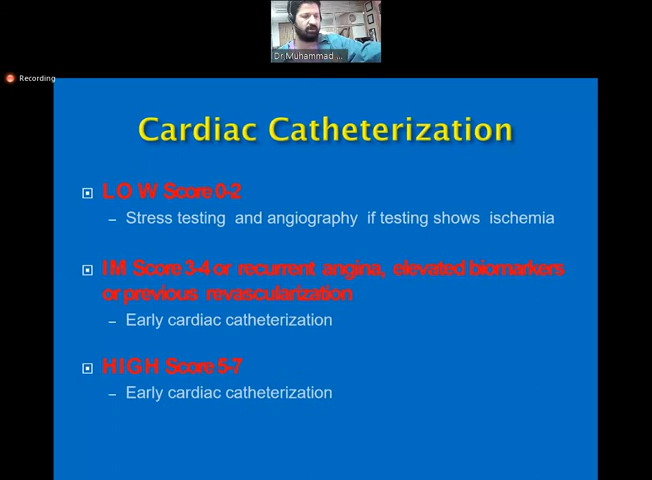 Dr Muhammad ...
Recording
Cardiac Catheterization
LOW Score 0-2
– Stress testing and angiography if testing shows ischemia
IM Score 3-4 or recurrent angina, elevated biomarkers
or previous revascularization
– Early cardiac catheterization
HIGH Score 5-7
– Early cardiac catheterization